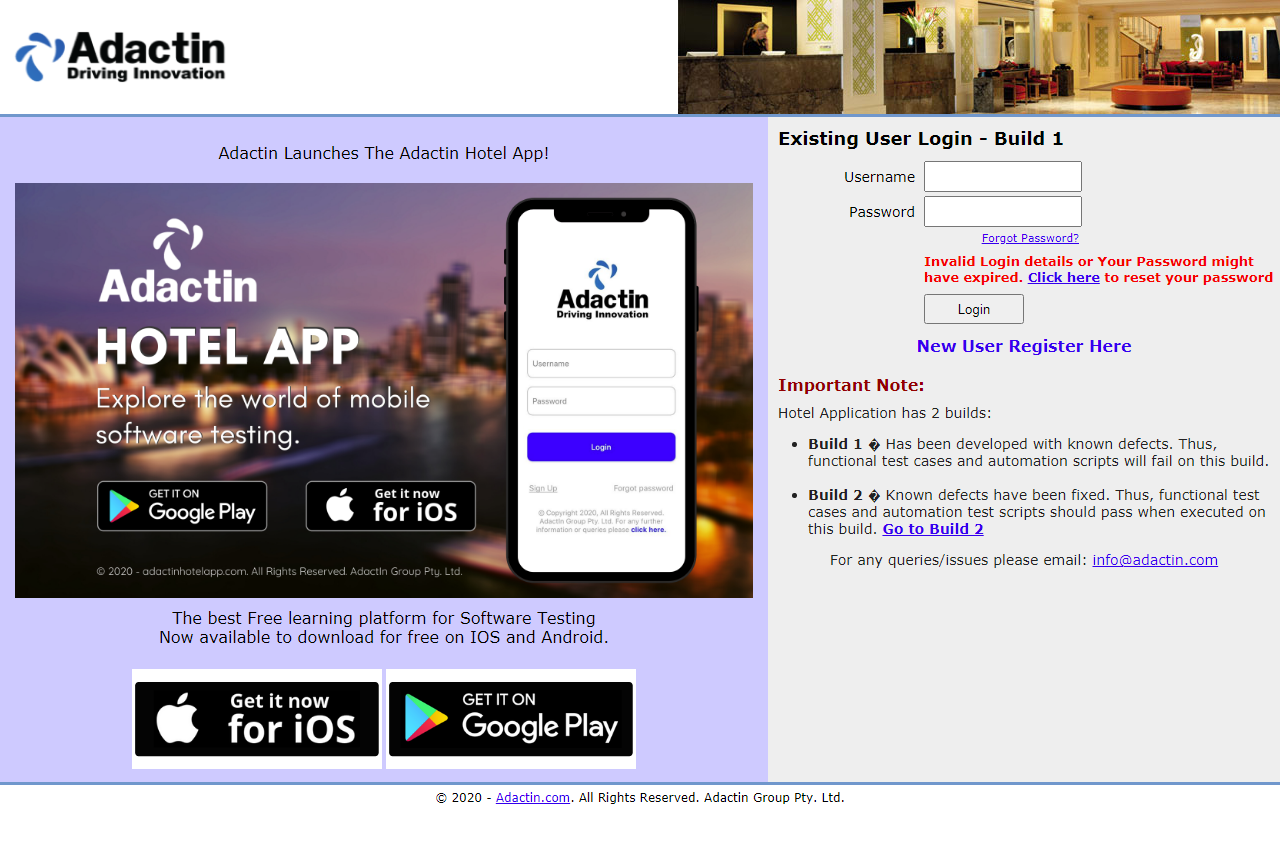 Adactin
Driving Innovation
Adactin Launches The Adactin Hotel App!
Adactin
HOTEL APP
Explore the world of mobile
software testing.
GET IT ON
Google Play
Get it now
for iOS
© 2020 - adactinhotelapp.com. All Rights Reserved. AdactIn Group Pty. Ltd.
Adactin
Driving Innovation
Username
Password
Login
Sign Up
Forgot password
© Copyright 2020, All Rights Reserved.
AdactIn Group Pty. Ltd. For any further
information or queries please click here.
The best Free learning platform for Software Testing
Now available to download for free on IOS and Android.
Get it now
for iOS
GET IT ON
Google Play
Existing User Login - Build 1
Username
Password
Forgot Password?
Invalid Login details or Your Password might
have expired. Click here to reset your password
Login
New User Register Here
Important Note:
Hotel Application has 2 builds:
• Build 1 � Has been developed with known defects. Thus,
functional test cases and automation scripts will fail on this build.
• Build 2 � Known defects have been fixed. Thus, functional test
cases and automation test scripts should pass when executed on
this build. Go to Build 2
For any queries/issues please email: info@adactin.com
© 2020 - Adactin.com. All Rights Reserved. Adactin Group Pty. Ltd.